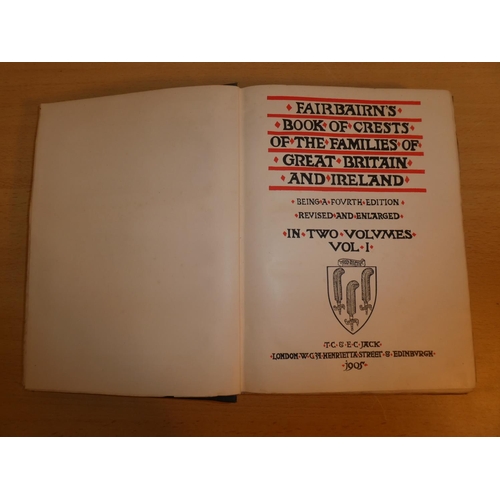 FAIRBAIRN'S
BOOK OF CRESTS
OF THE FAMILIES OF
GREAT BRITAIN
AND IRELAND
BEING A FOURTH EDITION
REVISED AND ENLARGED
IN TWO VOLVMES
VOL I
T.C. & E.C. JACK
LONDON W.C. HENRIETTA STREET & EDINBVRGH
1905